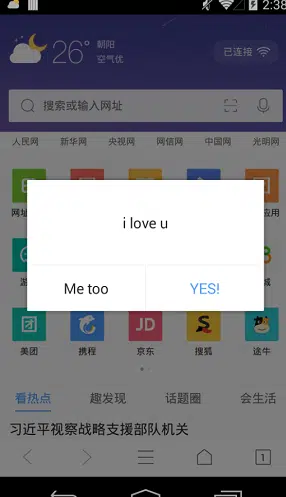 2:38
26°
朝阳
空气优
已连接
搜索或输入网址
人民网 新华网 央视网 网信网 中国网 光明网
i love u
Me too YES!
团 JD S
美团 携程 京东 搜狐 途牛
看热点 趣发现 话题圈 会生活
习近平视察战略支援部队机关
1